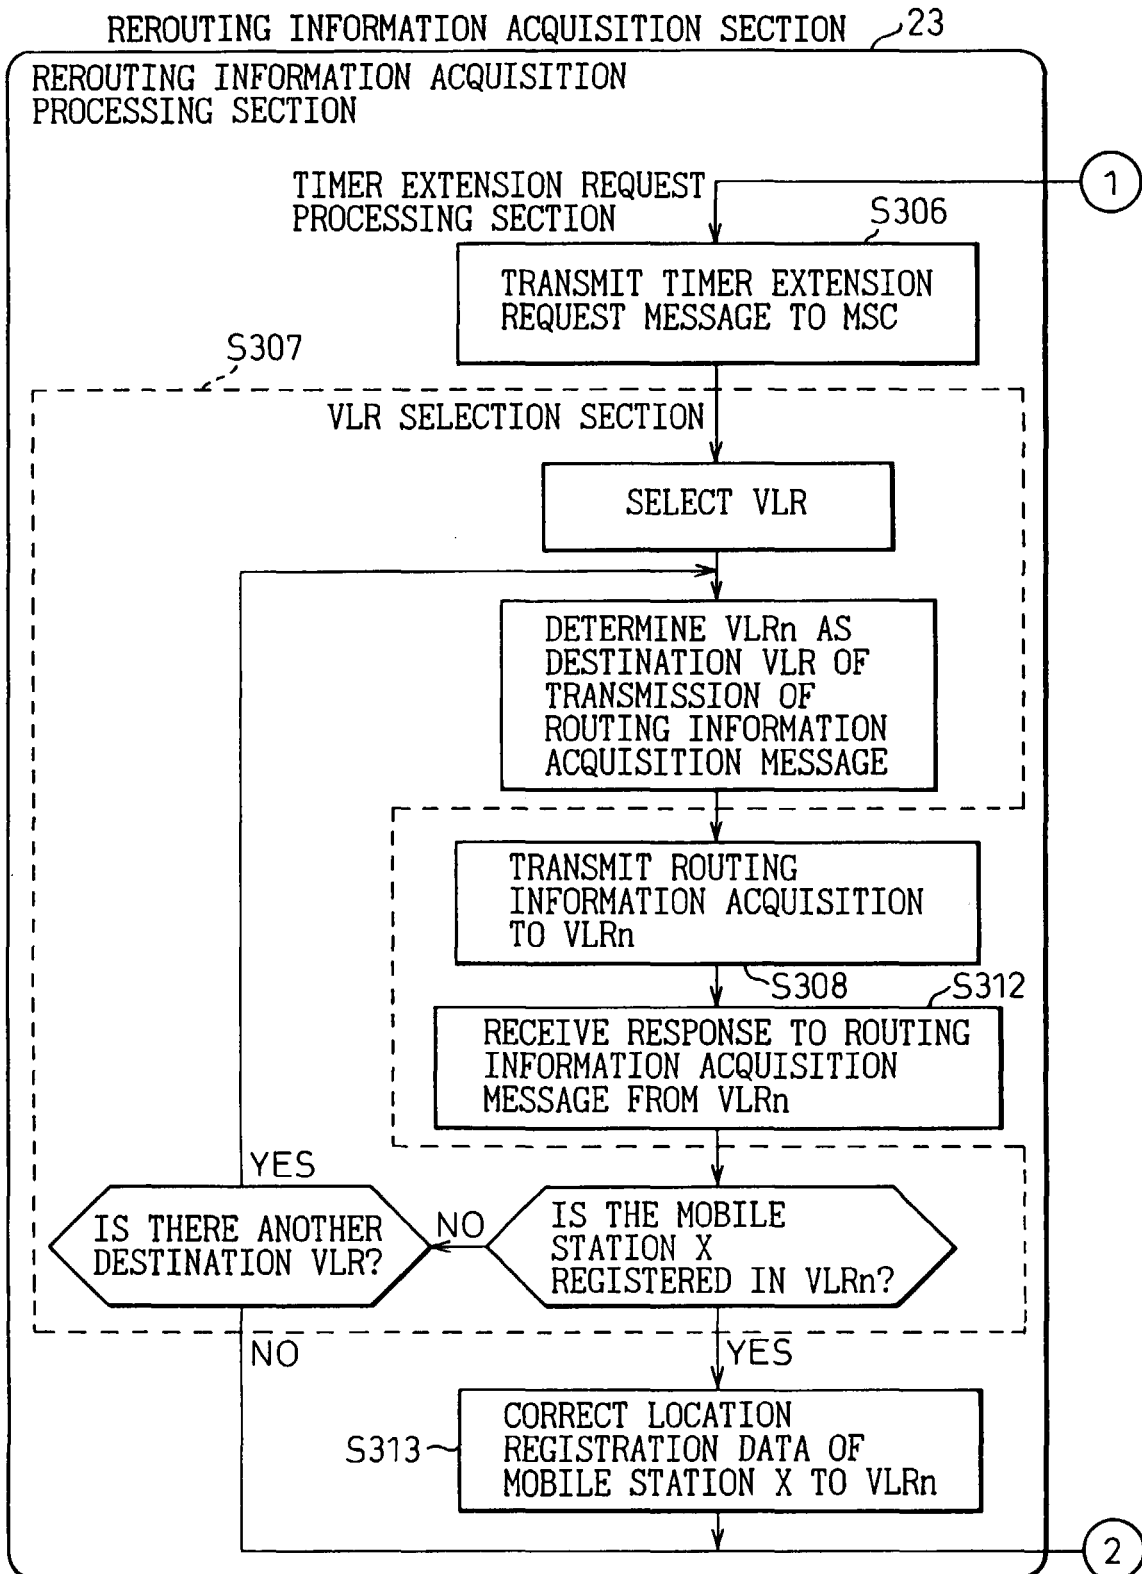 REROUTING INFORMATION ACQUISITION SECTION
23
REROUTING INFORMATION ACQUISITION
PROCESSING SECTION
1
TIMER EXTENSION REQUEST
PROCESSING SECTION
S306
TRANSMIT TIMER EXTENSION
REQUEST MESSAGE TO MSC
S307
VLR SELECTION SECTION
SELECT VLR
DETERMINE VLRn AS
DESTINATION VLR OF
TRANSMISSION OF
ROUTING INFORMATION
ACQUISITION MESSAGE
TRANSMIT ROUTING
INFORMATION ACQUISITION
TO VLRn
S308
S312
RECEIVE RESPONSE TO ROUTING
INFORMATION ACQUISITION
MESSAGE FROM VLRn
YES
IS THERE ANOTHER
DESTINATION VLR?
NO
IS THE MOBILE
STATION X
REGISTERED IN VLRn?
NO
YES
S313
CORRECT LOCATION
REGISTRATION DATA OF
MOBILE STATION X TO VLRn
2